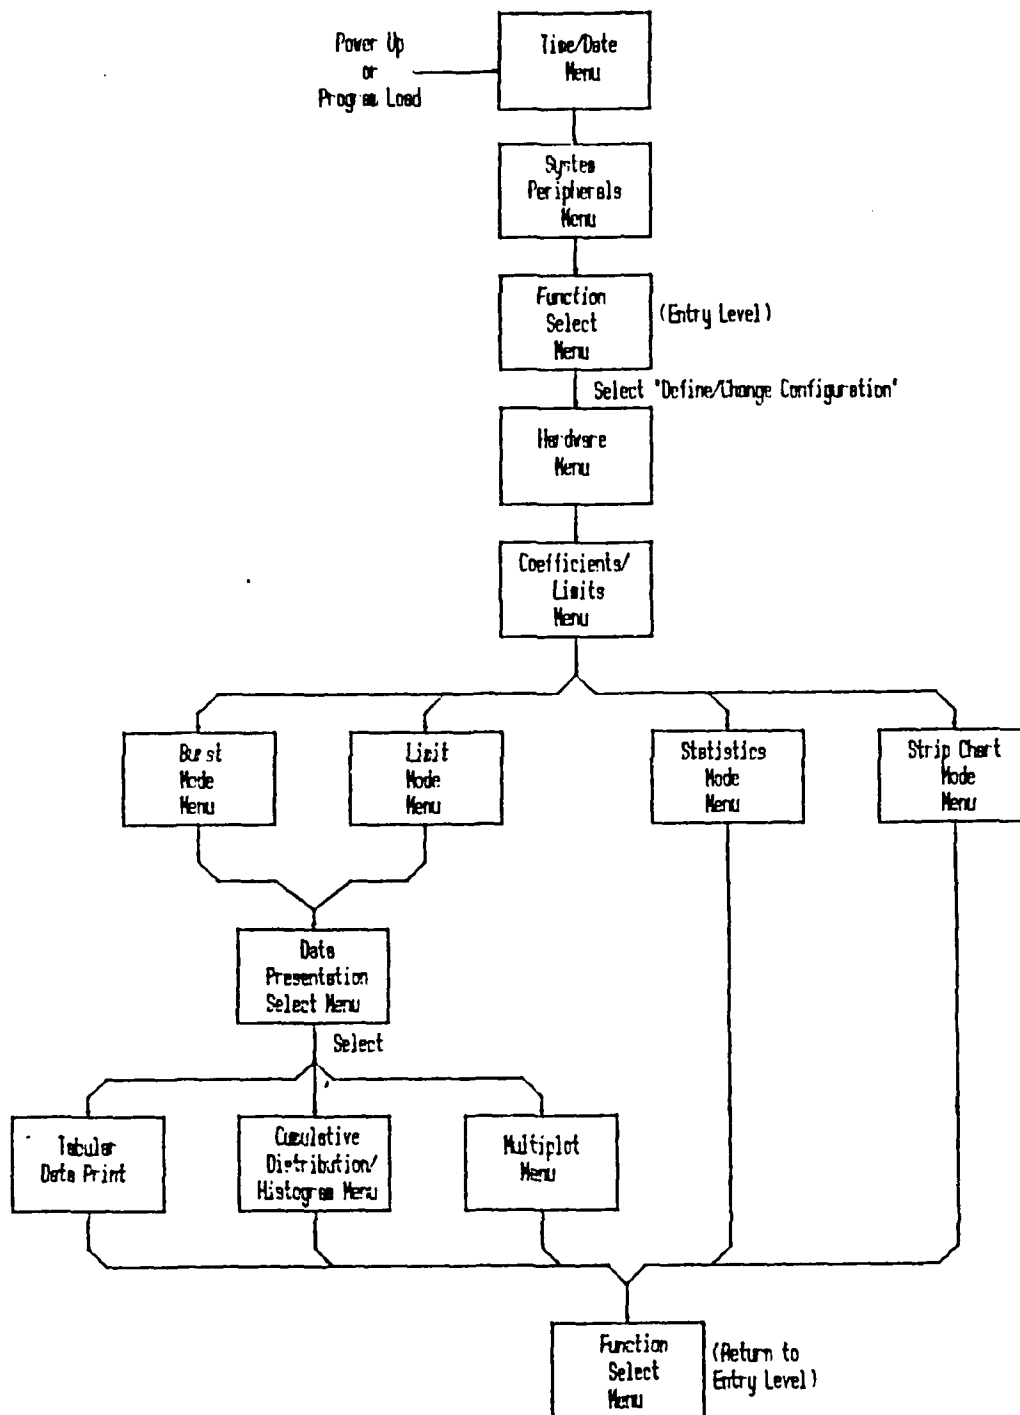 Power Up
or
Program Load
Time/Date
Menu
System
Peripherals
Menu
Function
Select
Menu
(Entry Level)
Select "Define/Change Configuration"
Hardware
Menu
Coefficients/
Limits
Menu
Burst
Mode
Menu
Limit
Mode
Menu
Statistics
Mode
Menu
Strip Chart
Mode
Menu
Data
Presentation
Select Menu
Select
Tabular
Data Print
Cumulative
Distribution/
Histogram Menu
Multiplot
Menu
Function
Select
Menu
(Return to
Entry Level)